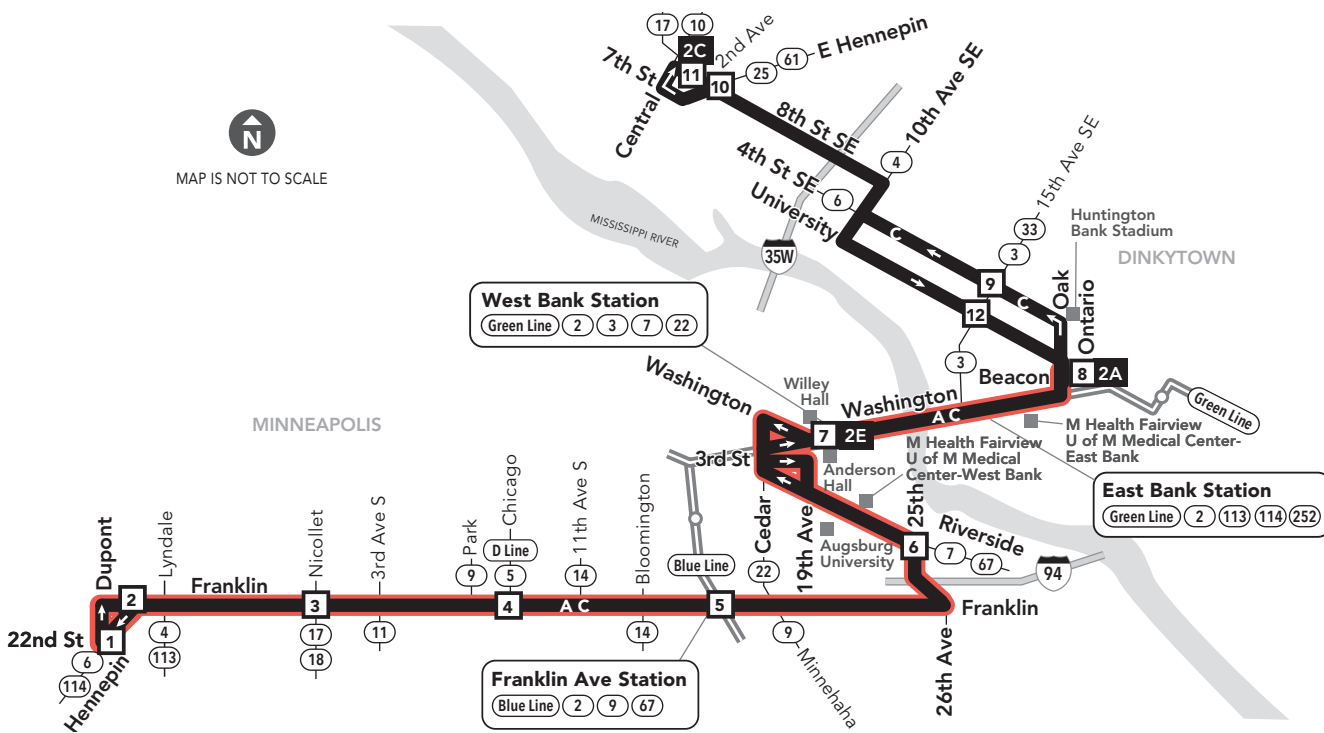 17
10
2C
11
2nd Ave
10
25
61
E Hennepin
7th St
Central
N
MAP IS NOT TO SCALE
8th St SE
10th Ave SE
4
4th St SE
6
University
15th Ave SE
33
3
MISSISSIPPI RIVER
35W
C
9
C
12
3
Huntington
Bank Stadium
DINKYTOWN
Oak
Ontario
8
2A
Beacon
West Bank Station
Green Line
2
3
7
22
Washington
Willey
Hall
Washington
A C
7
2E
3rd St
Green Line
M Health Fairview
U of M Medical Center-
East Bank
M Health Fairview
U of M Medical
Center-West Bank
Anderson
Hall
East Bank Station
Green Line
2
113
114
252
MINNEAPOLIS
Cedar
19th Ave
Augsburg
University
25th
6
Riverside
7
67
94
Franklin
26th Ave
Dupont
Lyndale
Franklin
Nicollet
3rd Ave S
Park
9
Chicago
D Line
5
11th Ave S
14
Bloomington
Blue Line
22
2
3
4
A C
5
22nd St
1
6
114
Hennepin
4
113
17
18
11
14
9
Minnehaha
Franklin Ave Station
Blue Line
2
9
67